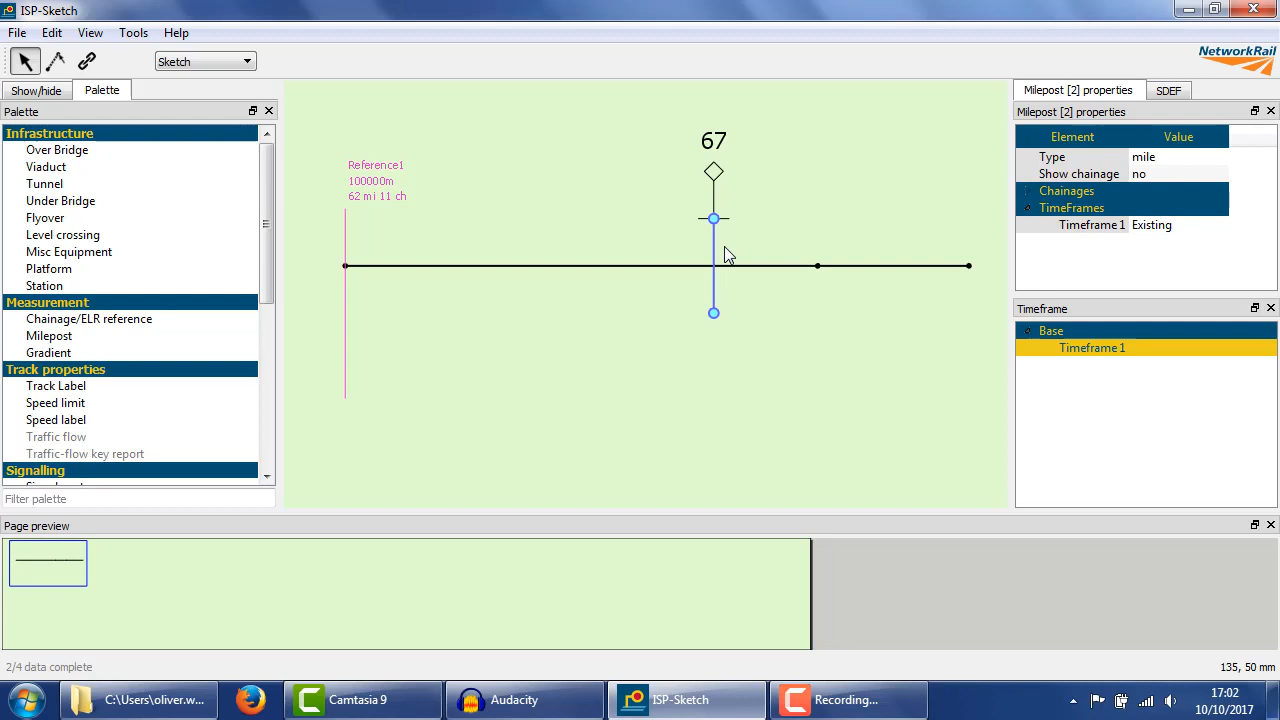 ISP-Sketch
File Edit View Tools Help
Sketch
NetworkRail
Show/hide Palette
Palette
Infrastructure
Over Bridge
Viaduct
Tunnel
Under Bridge
Flyover
Level crossing
Misc Equipment
Platform
Station
Measurement
Chainage/ELR reference
Milepost
Gradient
Track properties
Track Label
Speed limit
Speed label
Traffic flow
Traffic-flow key report
Signalling
Filter palette
67
Reference1
100000m
62 mi 11 ch
Milepost [2] properties SDEF
Milepost [2] properties
Element Value
Type mile
Show chainage no
Chainages
TimeFrames
Timeframe1 Existing
Timeframe
Base
Timeframe1
Page preview
2/4 data complete
135, 50 mm
C:\Users\oliver.w...
Camtasia 9
Audacity
ISP-Sketch
Recording...
17:02
10/10/2017